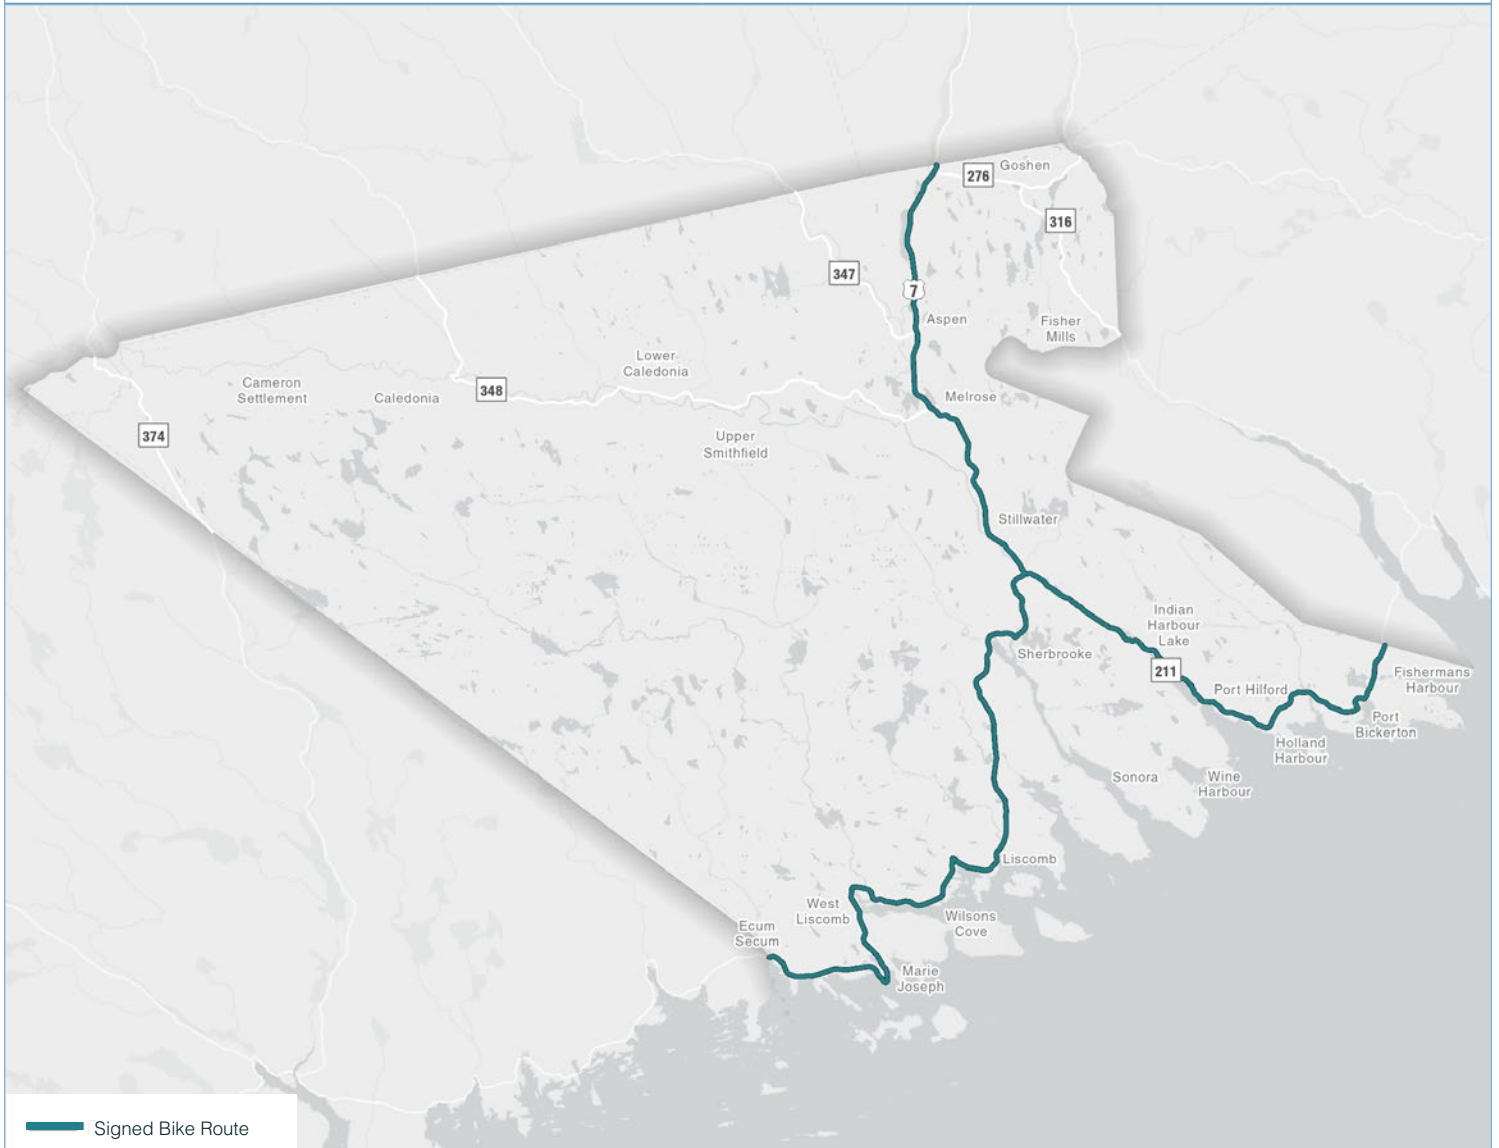 276
Goshen
316
347
7
Aspen
Fisher
Mills
Lower
Caledonia
Cameron
Settlement
Caledonia
348
Melrose
374
Upper
Smithfield
Stillwater
Indian
Harbour
Lake
Sherbrooke
211
Fishermans
Harbour
Port Hilford
Port
Bickerton
Holland
Harbour
Sonora
Wine
Harbour
Liscomb
West
Liscomb
Wilsons
Cove
Ecum
Secum
Marie
Joseph
Signed Bike Route